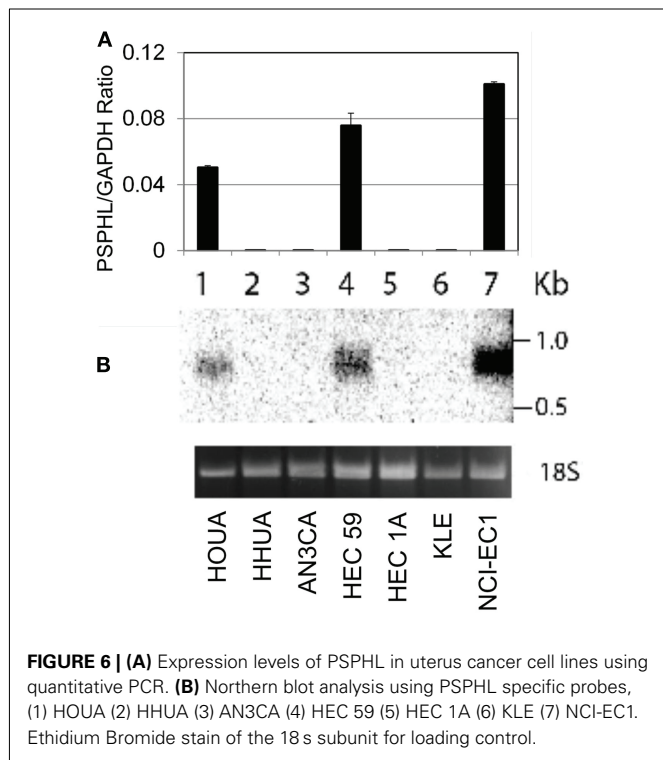 A
PSPHL/GAPDH Ratio
0.12
0.08
0.04
0
1 2 3 4 5 6 7 Kb
B
1.0
0.5
18S
HOUA
HHUA
AN3CA
HEC 59
HEC 1A
KLE
NCI-EC1
FIGURE 6 | (A) Expression levels of PSPHL in uterus cancer cell lines using
quantitative PCR. (B) Northern blot analysis using PSPHL specific probes,
(1) HOUA (2) HHUA (3) AN3CA (4) HEC 59 (5) HEC 1A (6) KLE (7) NCI-EC1.
Ethidium Bromide stain of the 18 s subunit for loading control.